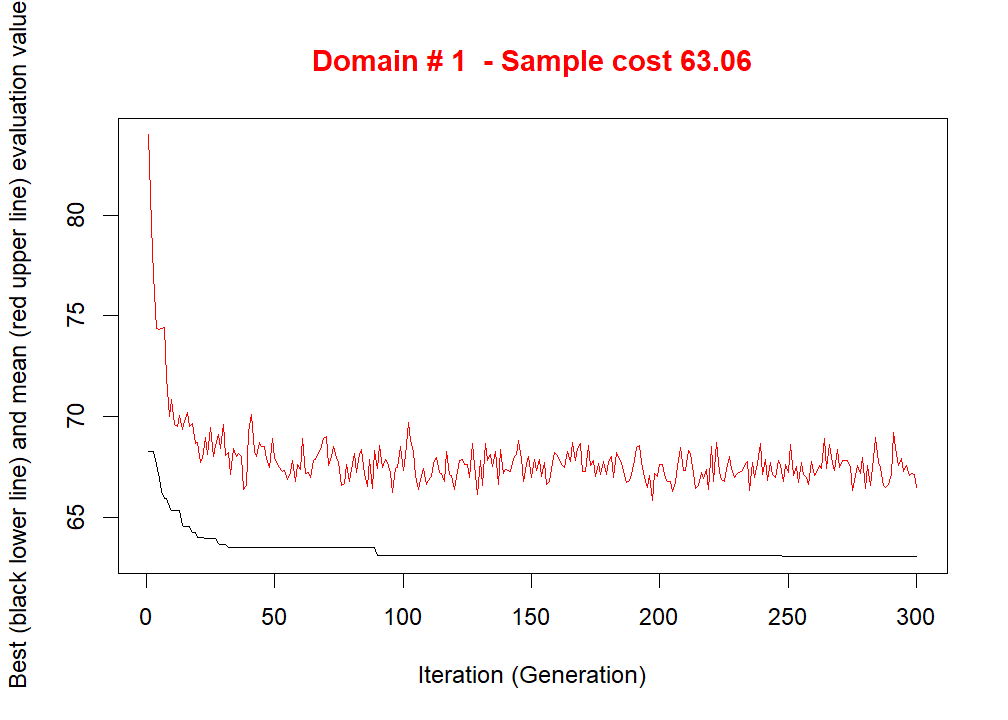 Domain # 1  - Sample cost 63.06
Best (black lower line) and mean (red upper line) evaluation value
80
75
70
65
0 50 100 150 200 250 300
Iteration (Generation)